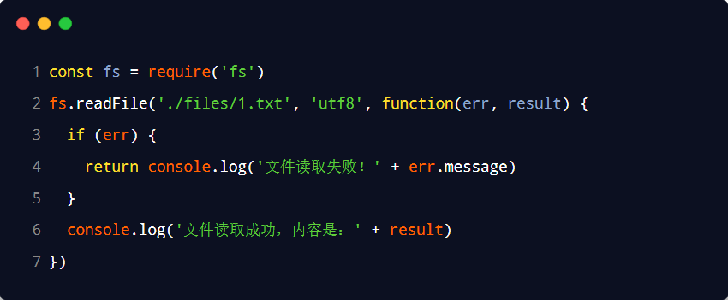 1 const fs = require('fs')
2 fs.readFile('./files/1.txt', 'utf8', function(err, result) {
3   if (err) {
4     return console.log('文件读取失败！' + err.message)
5   }
6   console.log('文件读取成功，内容是：' + result)
7 })